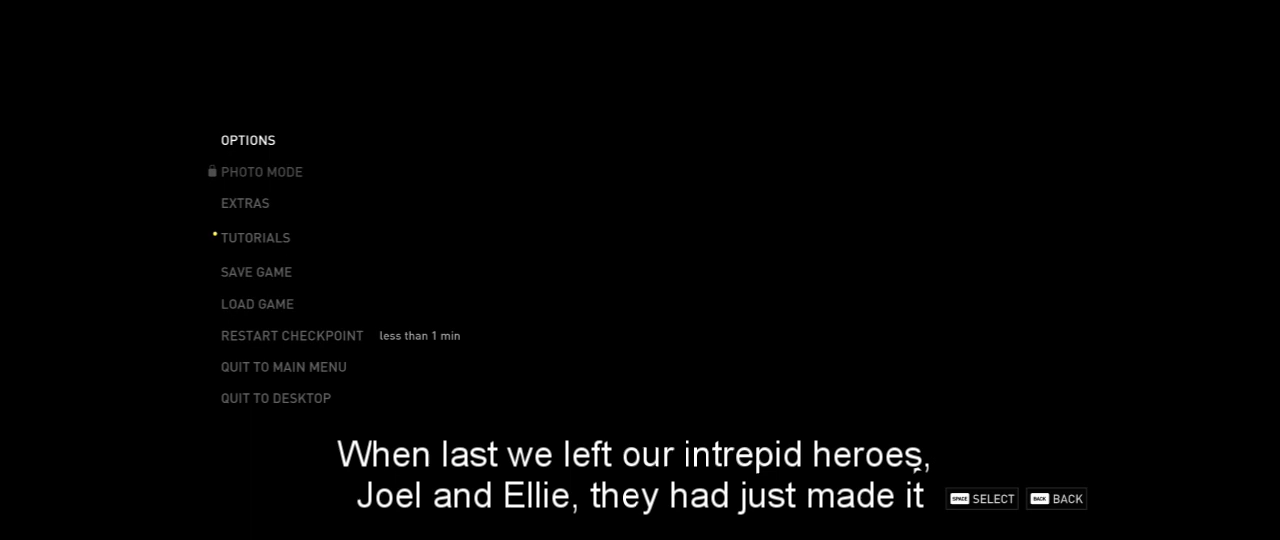 OPTIONS
PHOTO MODE
EXTRAS
TUTORIALS
SAVE GAME
LOAD GAME
RESTART CHECKPOINT less than 1 min
QUIT TO MAIN MENU
QUIT TO DESKTOP
When last we left our intrepid heroes,
Joel and Ellie, they had just made it
SPACE SELECT BACK BACK